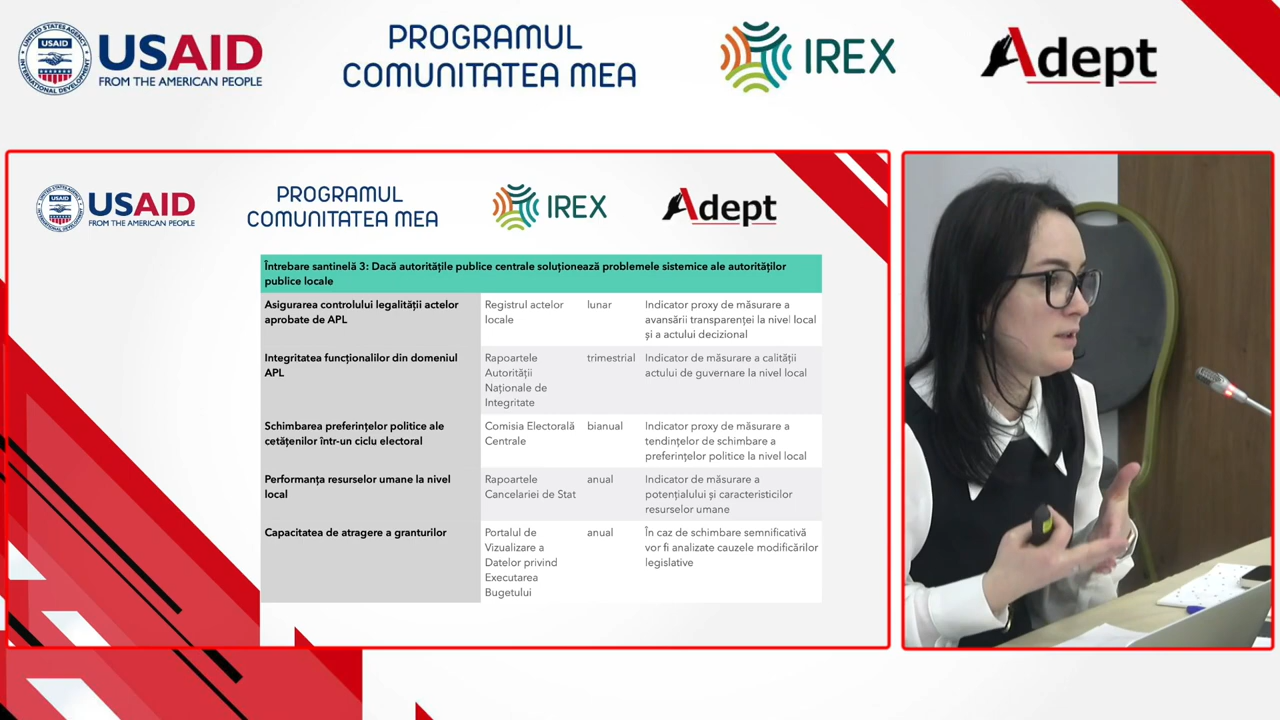 USAID
FROM THE AMERICAN PEOPLE
PROGRAMUL
COMUNITATEA MEA
IREX
Adept
UNITED STATES AGENCY
INTERNATIONAL DEVELOPMENT
USAID
USAID
FROM THE AMERICAN PEOPLE
PROGRAMUL
COMUNITATEA MEA
IREX
Adept
Întrebare santinelă 3: Dacă autoritățile publice centrale soluționează problemele sistemice ale autorităților
publice locale
Asigurarea controlului legalității actelor
aprobate de APL
Registrul actelor
locale
lunar
Indicator proxy de măsurare a
avansării transparenței la nivel local
și a actului decizional
Integritatea funcționalilor din domeniul
APL
Rapoartele
Autorității
Naționale de
Integritate
trimestrial
Indicator de măsurare a calității
actului de guvernare la nivel local
Schimbarea preferințelor politice ale
cetățenilor într-un ciclu electoral
Comisia Electorală
Centrale
bianual
Indicator proxy de măsurare a
tendințelor de schimbare a
preferințelor politice la nivel local
Performanța resurselor umane la nivel
local
Rapoartele
Cancelariei de Stat
anual
Indicator de măsurare a
potențialului și caracteristicilor
resurselor umane
Capacitatea de atragere a granturilor
Portalul de
Vizualizare a
Datelor privind
Executarea
Bugetului
anual
În caz de schimbare semnificativă
vor fi analizate cauzele modificărilor
legislative